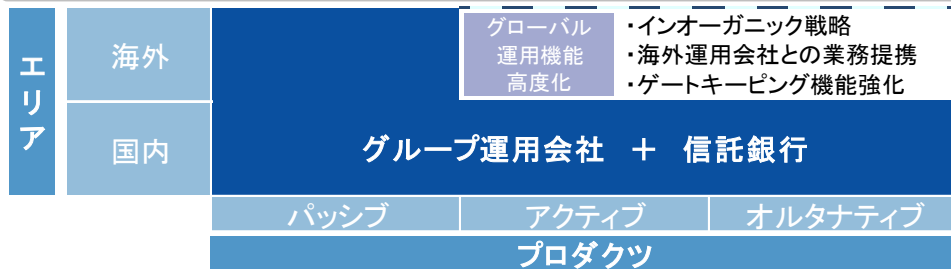 エリア
海外
グローバル
運用機能
高度化
・インオーガニック戦略
・海外運用会社との業務提携
・ゲートキーピング機能強化
国内
グループ運用会社 ＋ 信託銀行
パッシブ
アクティブ
オルタナティブ
プロダクツ